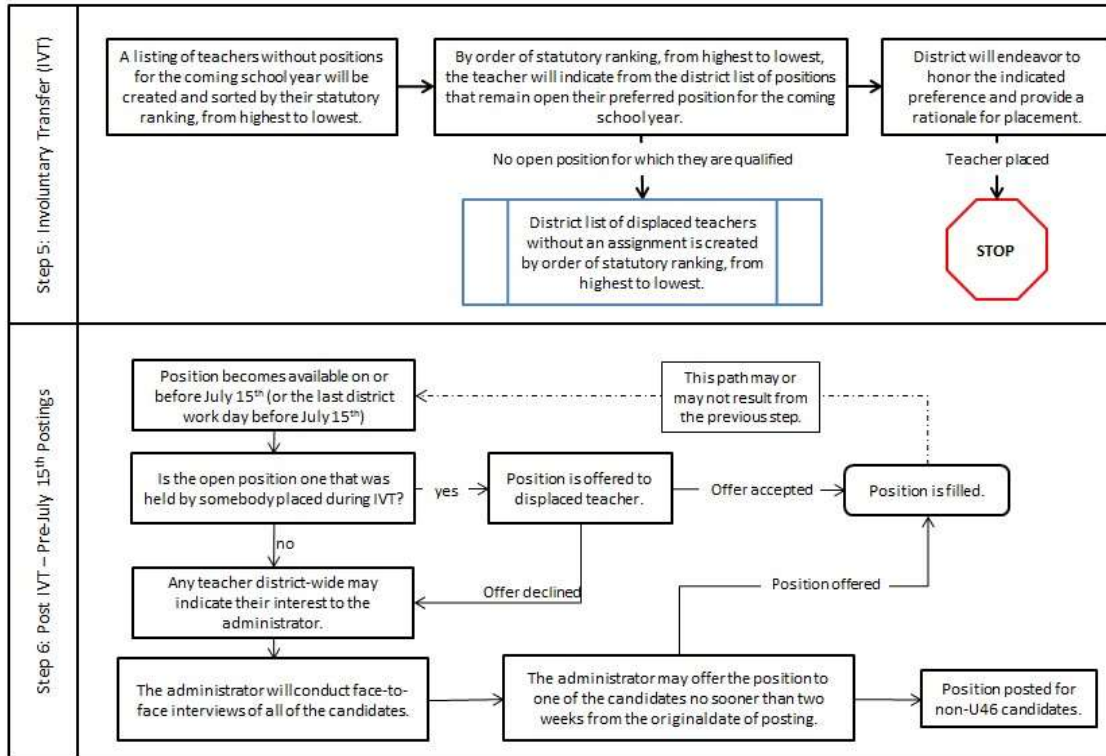 Step 5: Involuntary Transfer (IVT)
A listing of teachers without positions
for the coming school year will be
created and sorted by their statutory
ranking, from highest to lowest.
By order of statutory ranking, from highest to lowest,
the teacher will indicate from the district list of positions
that remain open their preferred position for the coming
school year.
District will endeavor to
honor the indicated
preference and provide a
rationale for placement.
No open position for which they are qualified
Teacher placed
District list of displaced teachers
without an assignment is created
by order of statutory ranking, from
highest to lowest.
STOP
Step 6: Post IVT – Pre-July 15th Postings
Position becomes available on or
before July 15th (or the last district
work day before July 15th)
This path may or
may not result from
the previous step.
Is the open position one that was
held by somebody placed during IVT?
yes
Position is offered to
displaced teacher.
Offer accepted
Position is filled.
no
Any teacher district-wide may
indicate their interest to the
administrator.
Offer declined
Position offered
The administrator will conduct face-to-
face interviews of all of the candidates.
The administrator may offer the position to
one of the candidates no sooner than two
weeks from the originaldate of posting.
Position posted for
non-U46 candidates.